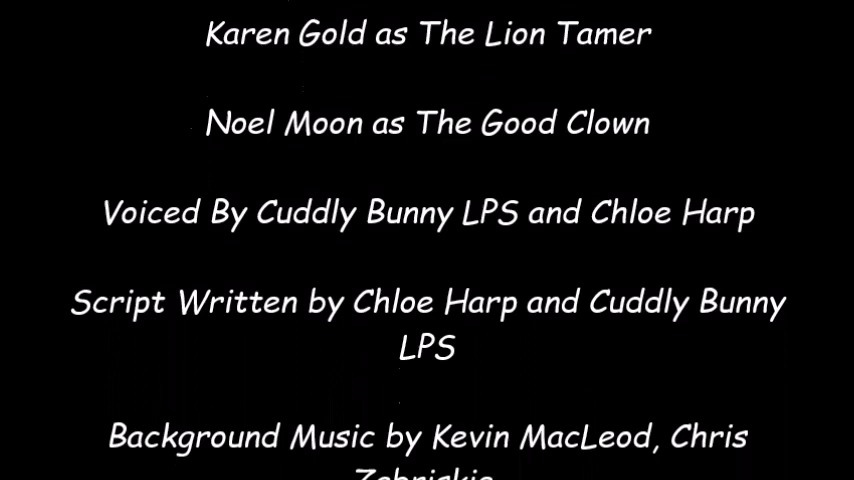 Karen Gold as The Lion Tamer
Noel Moon as The Good Clown
Voiced By Cuddly Bunny LPS and Chloe Harp
Script Written by Chloe Harp and Cuddly Bunny
LPS
Background Music by Kevin MacLeod, Chris